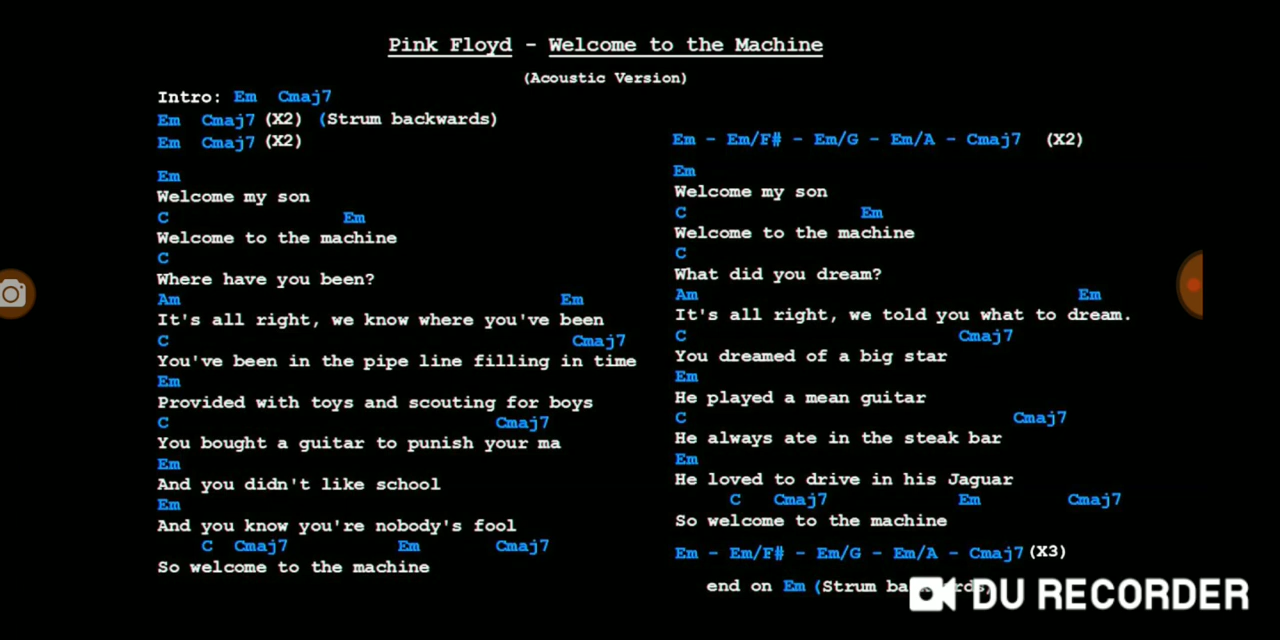 Pink Floyd - Welcome to the Machine
(Acoustic Version)
Intro: Em Cmaj7
Em Cmaj7 (X2) (Strum backwards)
Em Cmaj7 (X2)
Em
Welcome my son
C Em
Welcome to the machine
C
Where have you been?
Am Em
It's all right, we know where you've been
C Cmaj7
You've been in the pipe line filling in time
Em
Provided with toys and scouting for boys
C Cmaj7
You bought a guitar to punish your ma
Em
And you didn't like school
Em
And you know you're nobody's fool
C Cmaj7 Em Cmaj7
So welcome to the machine
Em - Em/F# - Em/G - Em/A - Cmaj7 (X2)
Em
Welcome my son
C Em
Welcome to the machine
C
What did you dream?
Am Em
It's all right, we told you what to dream.
C Cmaj7
You dreamed of a big star
Em
He played a mean guitar
C Cmaj7
He always ate in the steak bar
Em
He loved to drive in his Jaguar
C Cmaj7 Em Cmaj7
So welcome to the machine
Em - Em/F# - Em/G - Em/A - Cmaj7 (X3)
end on Em (Strum
DU RECORDER